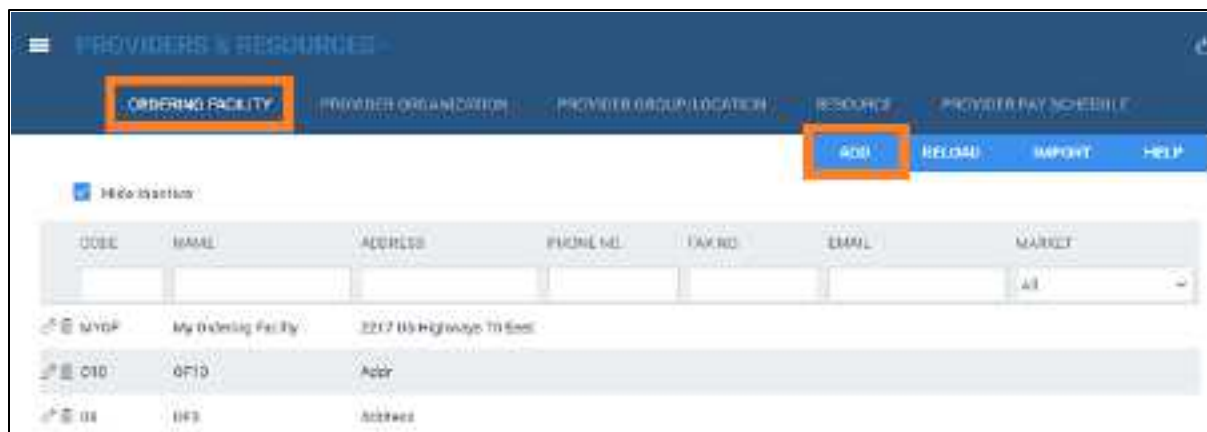 PROVIDERS & RESOURCES
ORDERING FACILITY PROVIDER ORGANIZATION PROVIDER GROUP/LOCATION RESOURCE PROVIDER PAY SCHEDULE
ADD RELOAD IMPORT HELP
Hide Inactive
CODE NAME ADDRESS PHONE NO. FAX NO. EMAIL MARKET
All
MYOF My Ordering Facility 2217 US Highways 70 East
O10 OF10 Addr
Address